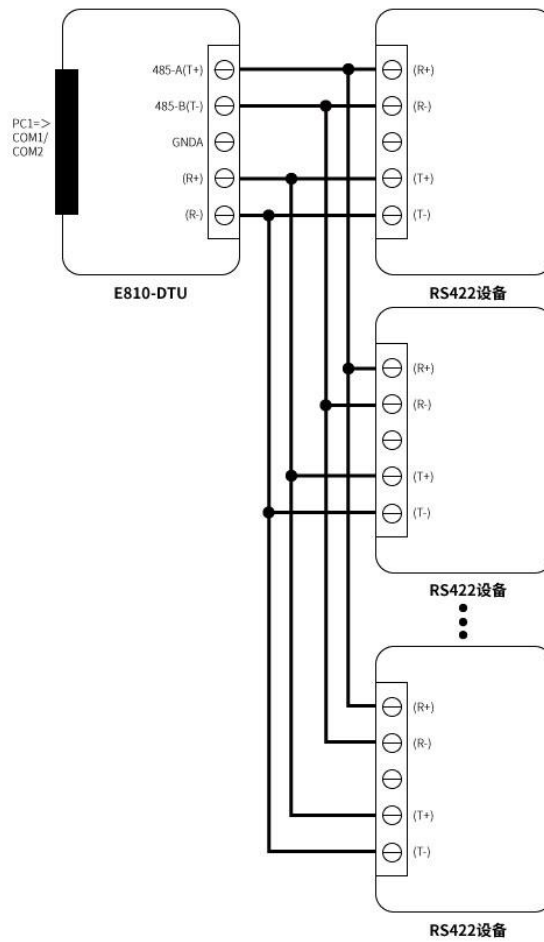 485-A(T+)
485-B(T-)
GNDA
(R+)
(R-)
PC1=>
COM1/
COM2
E810-DTU
(R+)
(R-)
(T+)
(T-)
RS422设备
(R+)
(R-)
(T+)
(T-)
RS422设备
(R+)
(R-)
(T+)
(T-)
RS422设备